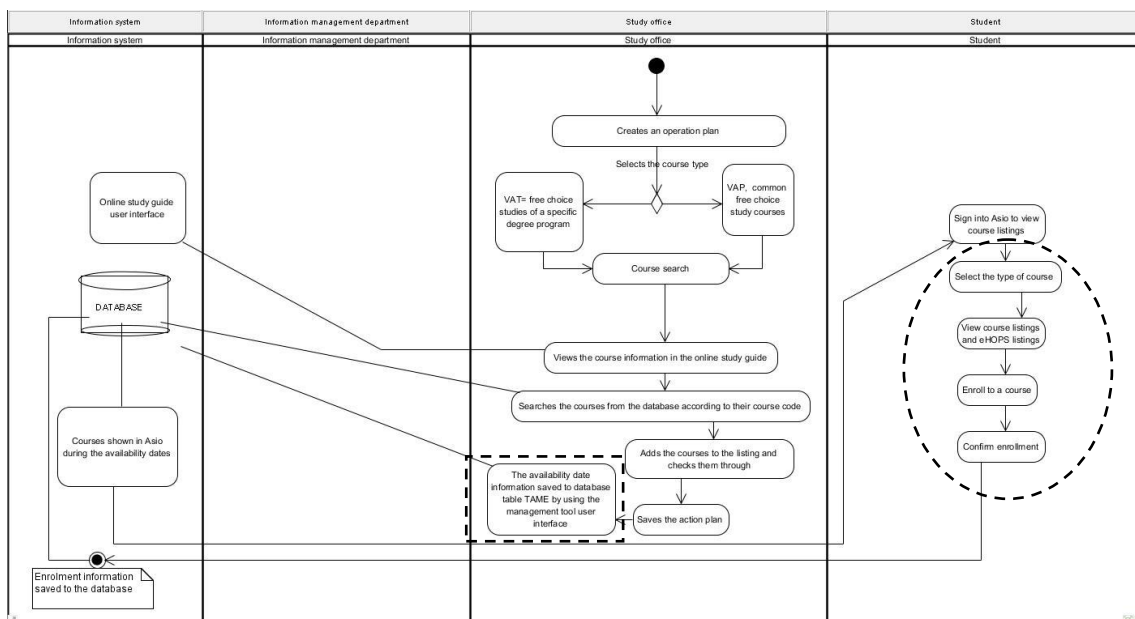 Information system
Information management department
Study office
Student
Information system
Information management department
Study office
Student
Creates an operation plan
Selects the course type
VAT= free choice
studies of a specific
degree program
VAP, common
free choice
study courses
Online study guide
user interface
Sign into Asio to view
course listings
Course search
Select the type of course
DATABASE
View course listings
and eHOPS listings
Views the course information in the online study guide
Enroll to a course
Searches the courses from the database according to their course code
Courses shown in Asio
during the availability dates
Confirm enrollment
Adds the courses to the listing and
checks them through
The availability date
information saved to database
table TAME by using the
management tool user
interface
Saves the action plan
Enrolment information
saved to the database